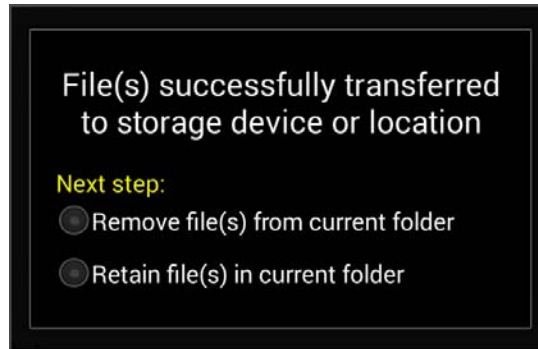 File(s) successfully transferred
to storage device or location
Next step:
Remove file(s) from current folder
Retain file(s) in current folder